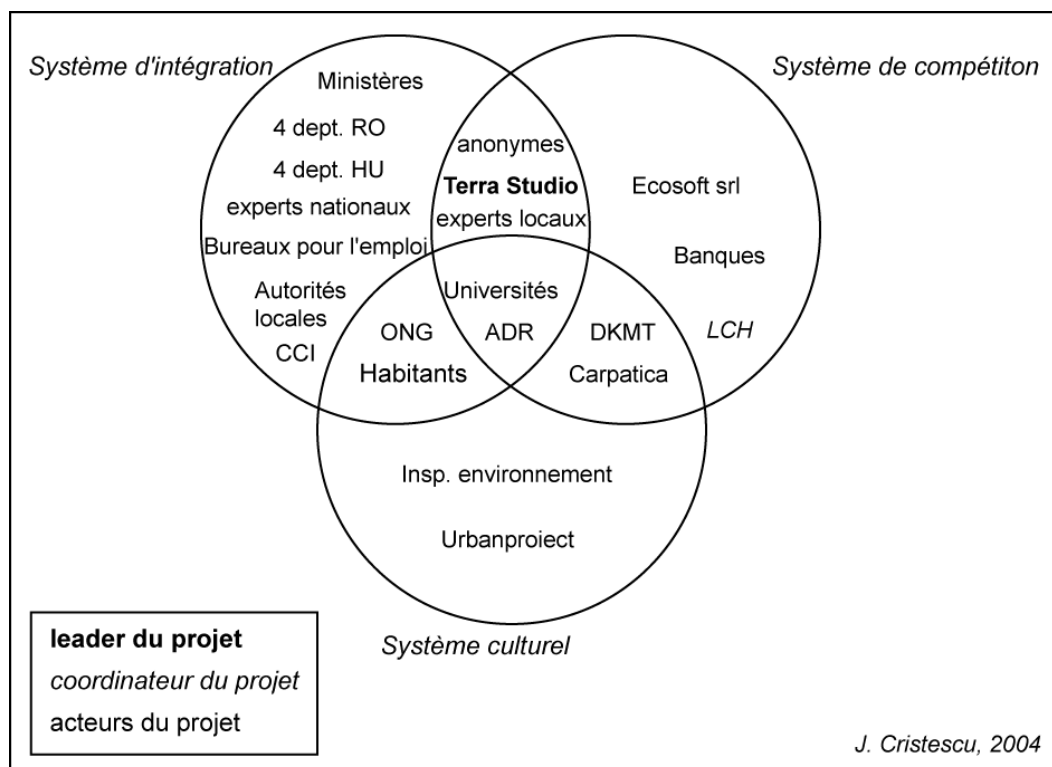 Système d'intégration
Système de compétiton
Ministères
4 dept. RO
4 dept. HU
experts nationaux
Bureaux pour l'emploi
Autorités
locales
CCI
anonymes
Terra Studio
experts locaux
Ecosoft srl
Banques
LCH
Universités
ADR
ONG
Habitants
DKMT
Carpatica
Insp. environnement
Urbanproiect
Système culturel
leader du projet
coordinateur du projet
acteurs du projet
J. Cristescu, 2004